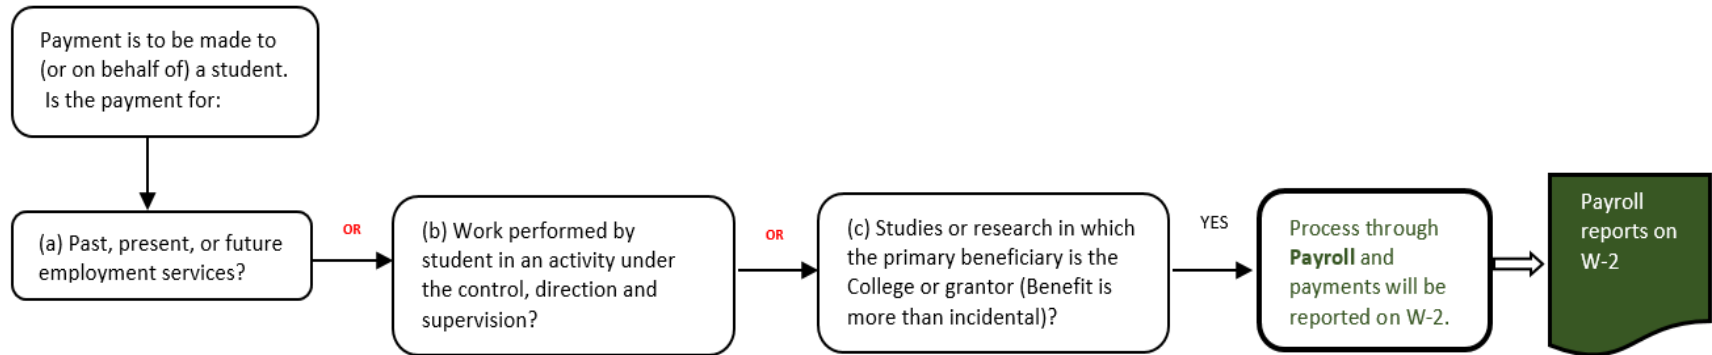 Payment is to be made to
(or on behalf of) a student.
Is the payment for:
(a) Past, present, or future
employment services?
OR
(b) Work performed by
student in an activity under
the control, direction and
supervision?
OR
(c) Studies or research in which
the primary beneficiary is the
College or grantor (Benefit is
more than incidental)?
YES
Process through
Payroll and
payments will be
reported on W-2.
Payroll
reports on
W-2